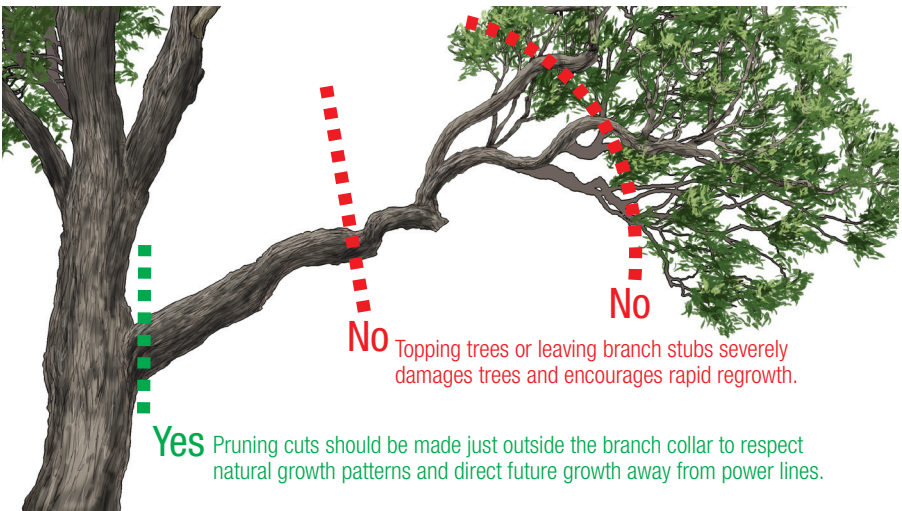 No
No
Topping trees or leaving branch stubs severely
damages trees and encourages rapid regrowth.
Yes
Pruning cuts should be made just outside the branch collar to respect
natural growth patterns and direct future growth away from power lines.